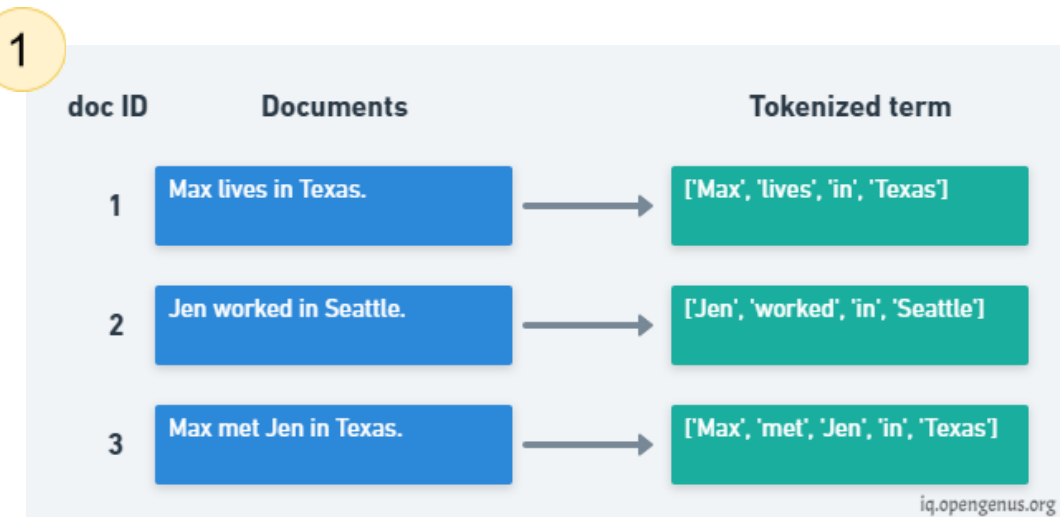 1
doc ID Documents Tokenized term
1 Max lives in Texas. ['Max', 'lives', 'in', 'Texas']
2 Jen worked in Seattle. ['Jen', 'worked', 'in', 'Seattle']
3 Max met Jen in Texas. ['Max', 'met', 'Jen', 'in', 'Texas']
iq.opengenus.org